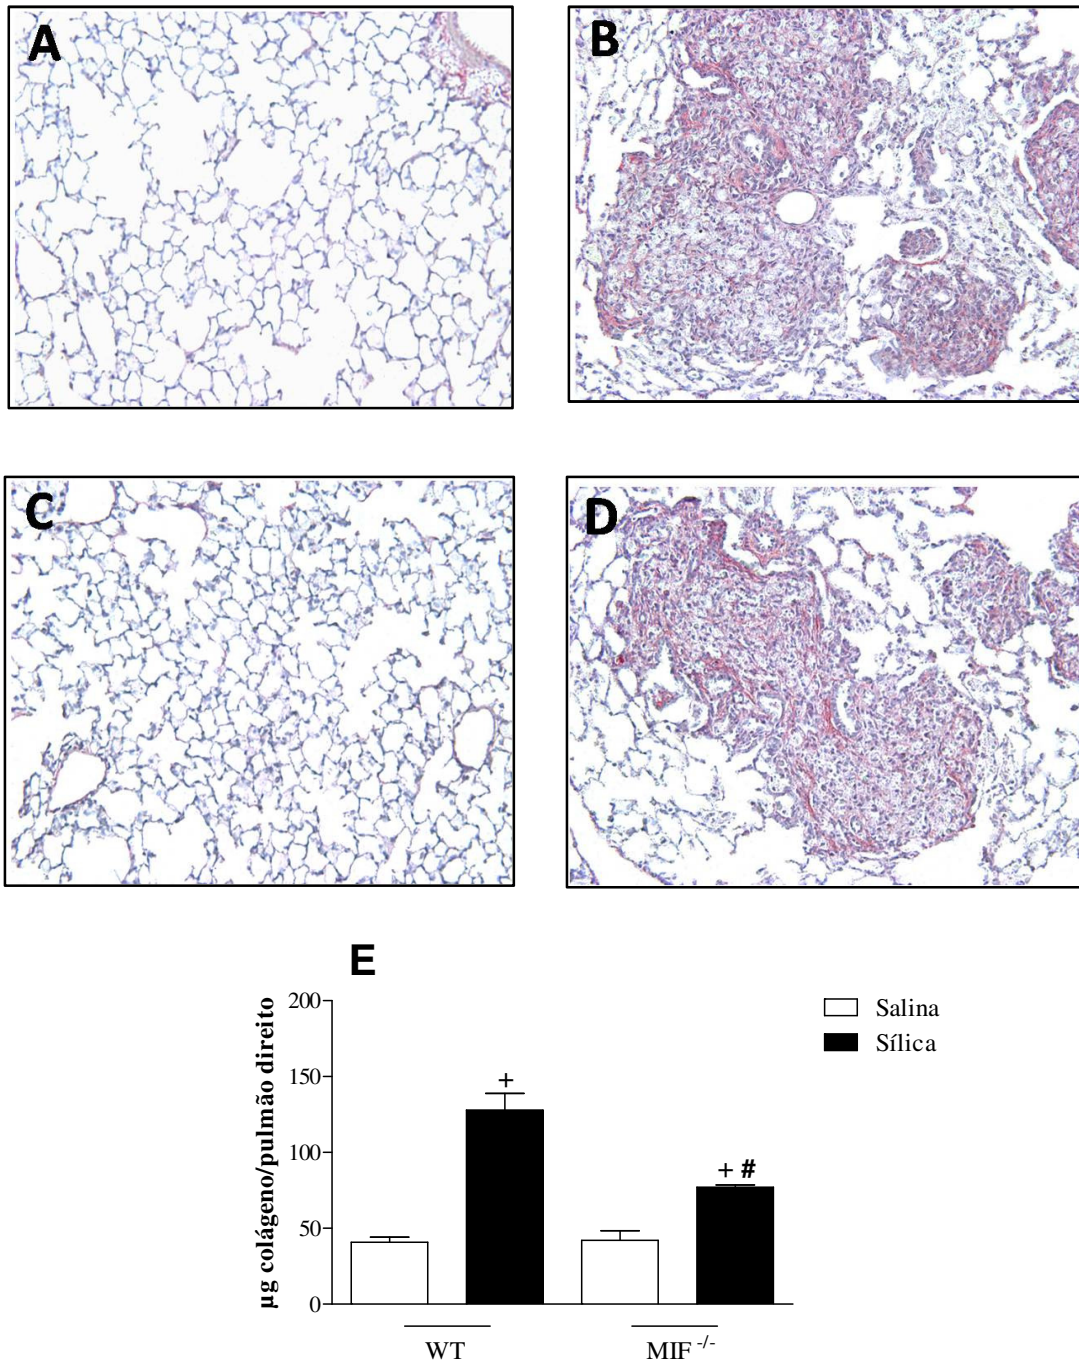 A
B
C
D
E
µg colágeno/pulmão direito
200
150
100
50
0
+
+ #
WT
MIF -/-
Salina
Sílica